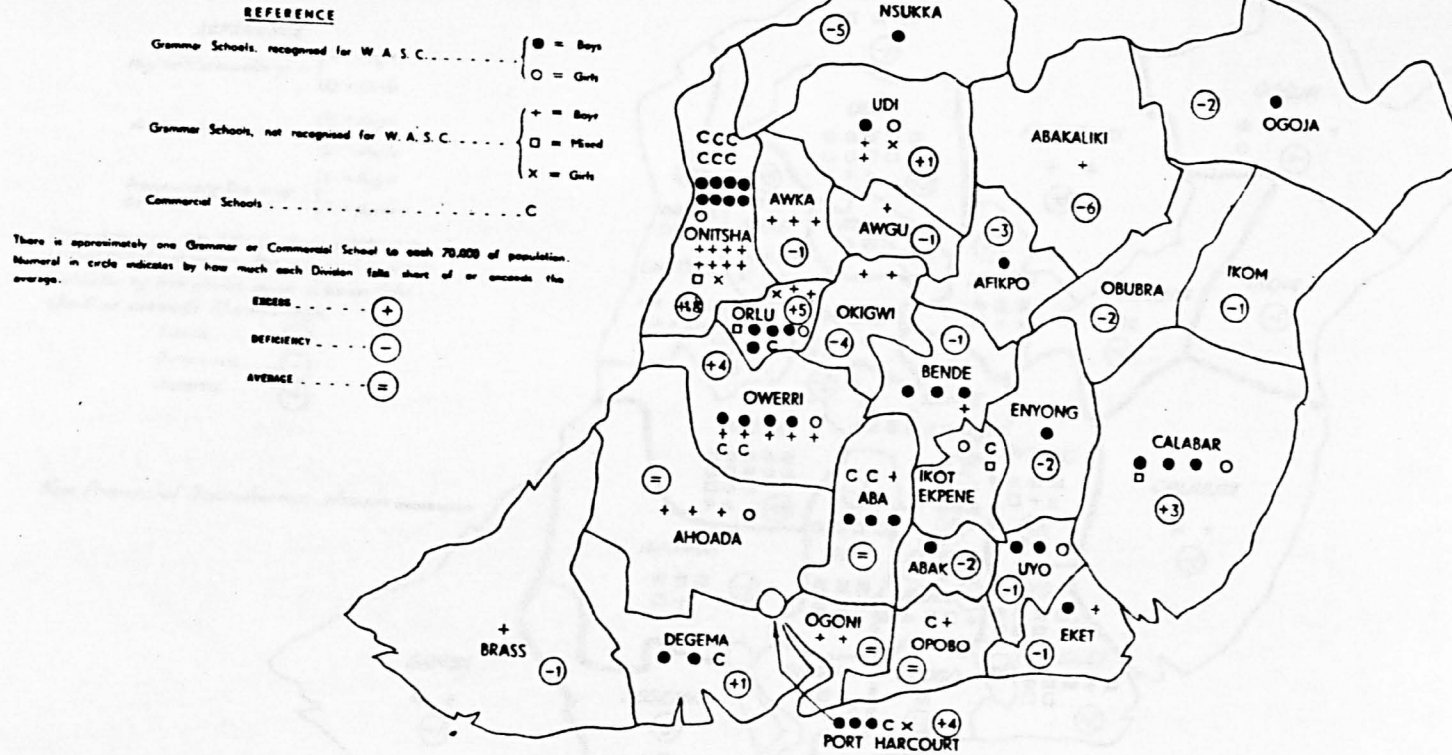 REFERENCE
Grammar Schools, recognised for W. A. S. C. ● = Boys
○ = Girls
Grammar Schools, not recognised for W. A. S. C. + = Boys
□ = Mixed
× = Girls
Commercial Schools C
There is approximately one Grammar or Commercial School to each 70,000 of population.
Numeral in circle indicates by how much each Division falls short of or exceeds the
average.
EXCESS +
DEFICIENCY −
AVERAGE =
NSUKKA
-5
UDI
+1
ABAKALIKI
-6
-2
OGOJA
C C C
C C C
ONITSHA
AWKA
-1
AWGU
-1
-3
AFIKPO
OBUBRA
-2
IKOM
-1
ORLU
+5
C
OKIGWI
-4
-1
BENDE
+4
OWERRI
C C
ENYONG
-2
CALABAR
+3
=
AHOADA
C C +
ABA
=
C
IKOT
EKPENE
ABAK
-2
UYO
-1
EKET
-1
OGONI
=
C +
OPOBO
=
BRASS
-1
DEGEMA
C
+1
C × +4
PORT HARCOURT